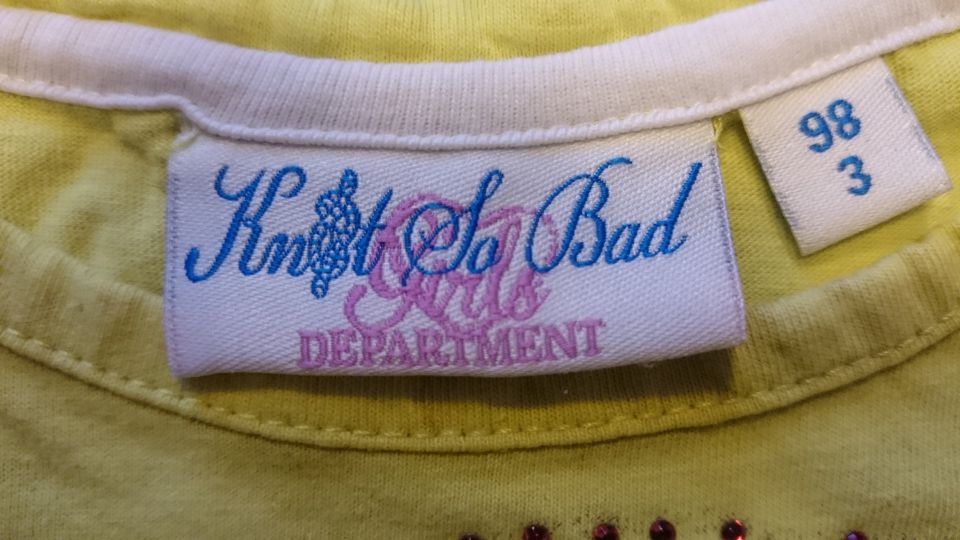 Knot So Bad
Girls
DEPARTMENT
98
3